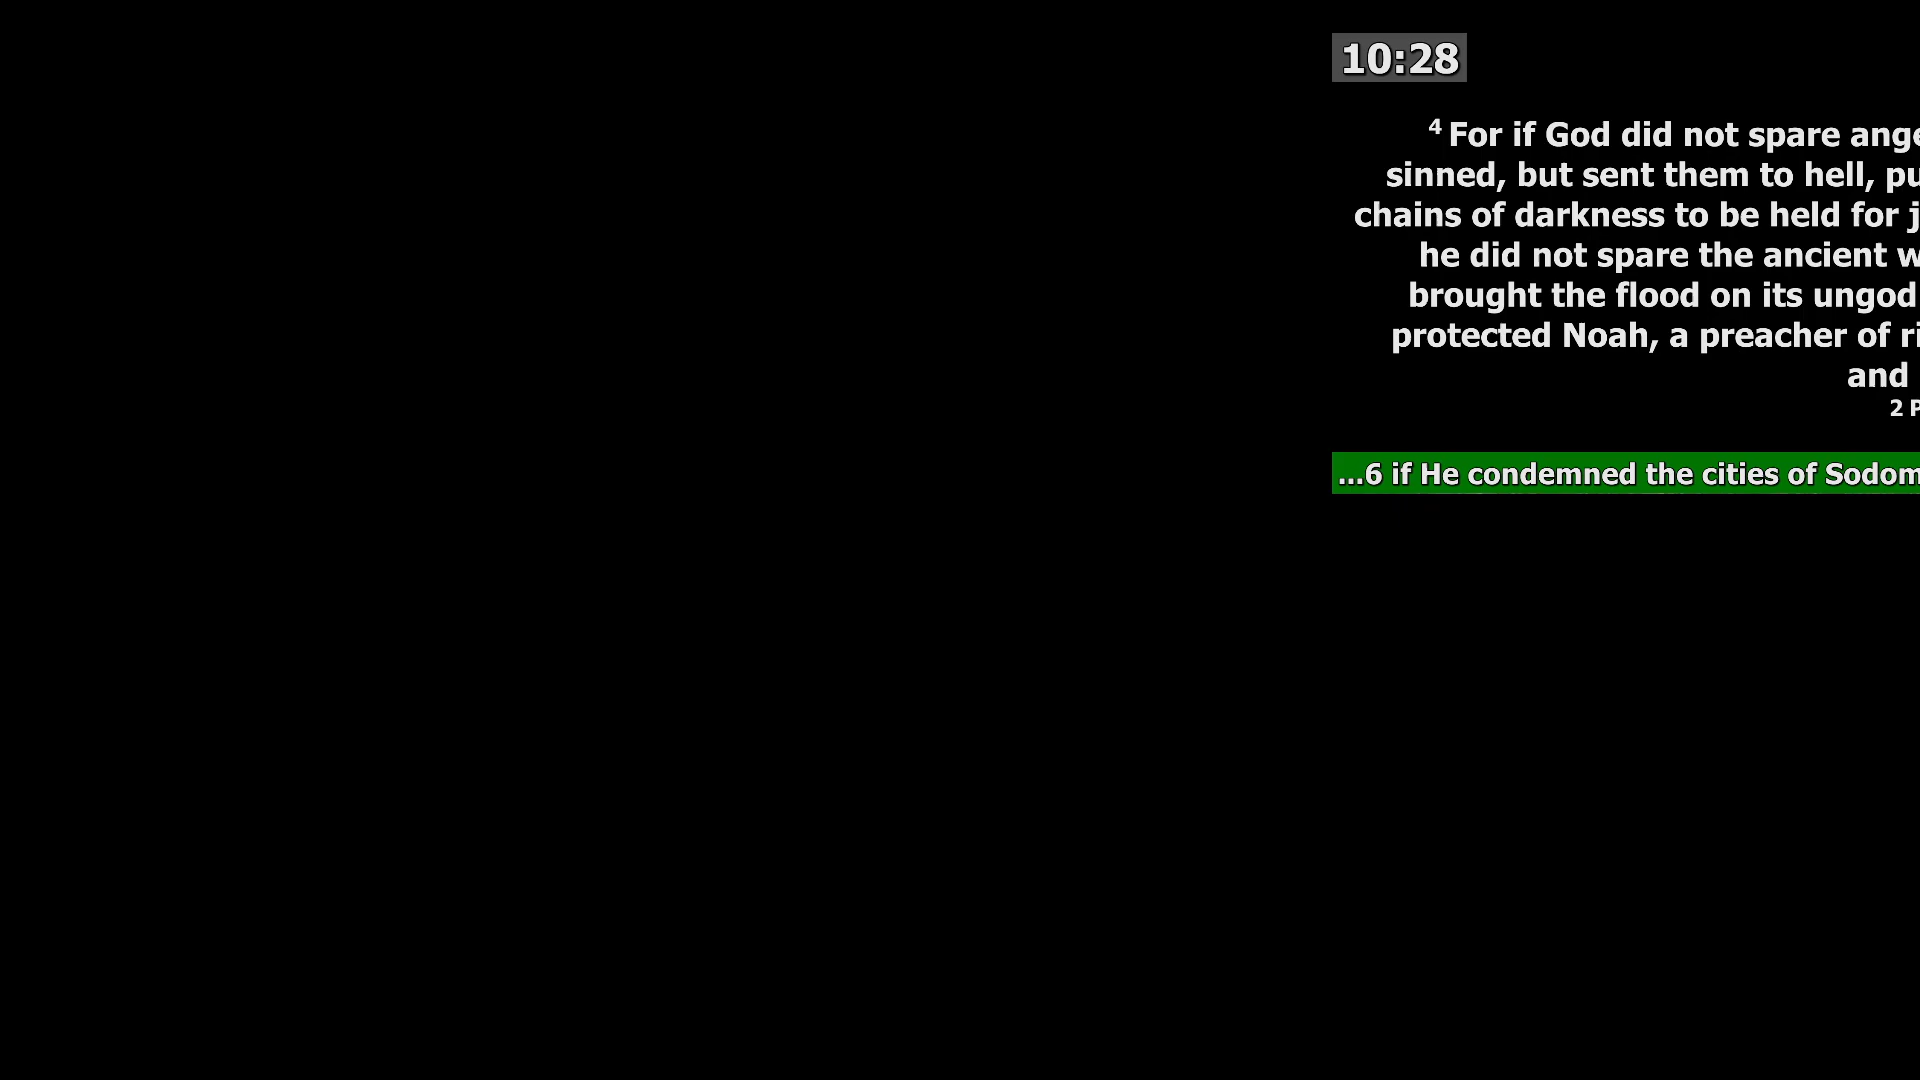 10:28
4 For if God did not spare ange
sinned, but sent them to hell, pu
chains of darkness to be held for j
he did not spare the ancient w
brought the flood on its ungod
protected Noah, a preacher of ri
and
2 P
...6 if He condemned the cities of Sodom